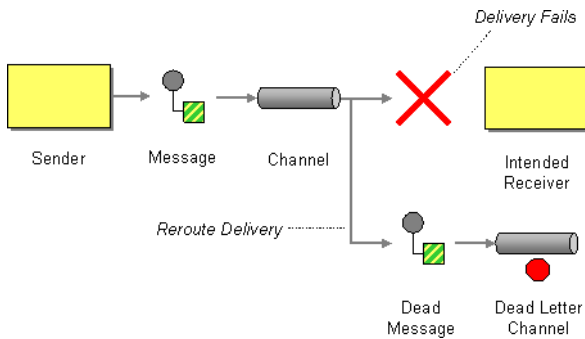 Delivery Fails
Sender
Message
Channel
Intended
Receiver
Reroute Delivery
Dead
Message
Dead Letter
Channel